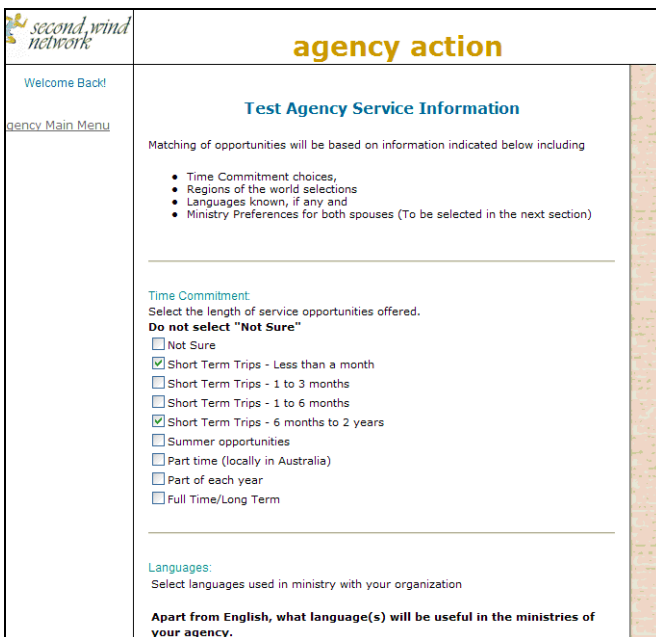 second wind
network
agency action
Welcome Back!
gency Main Menu
Test Agency Service Information
Matching of opportunities will be based on information indicated below including
Time Commitment choices,
Regions of the world selections
Languages known, if any and
Ministry Preferences for both spouses (To be selected in the next section)
Time Commitment:
Select the length of service opportunities offered.
Do not select "Not Sure"
Not Sure
Short Term Trips - Less than a month
Short Term Trips - 1 to 3 months
Short Term Trips - 1 to 6 months
Short Term Trips - 6 months to 2 years
Summer opportunities
Part time (locally in Australia)
Part of each year
Full Time/Long Term
Languages:
Select languages used in ministry with your organization
Apart from English, what language(s) will be useful in the ministries of
your agency.